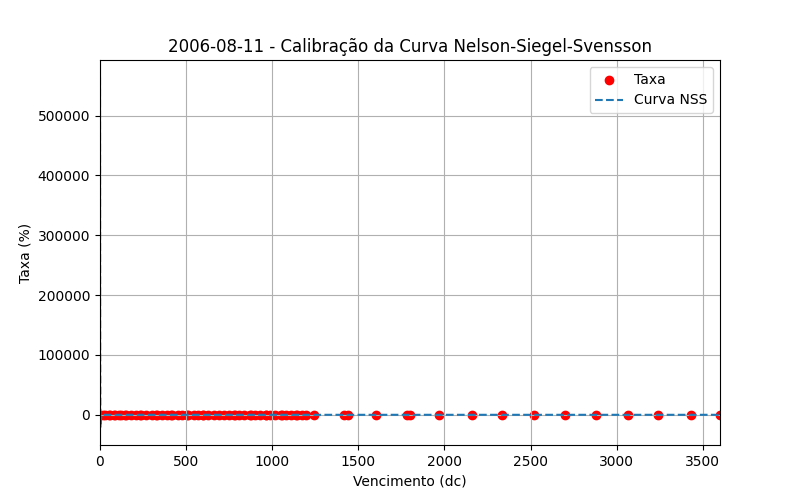 2006-08-11 - Calibração da Curva Nelson-Siegel-Svensson
Taxa
Curva NSS
500000
400000
300000
200000
100000
0
Taxa (%)
0 500 1000 1500 2000 2500 3000 3500
Vencimento (dc)